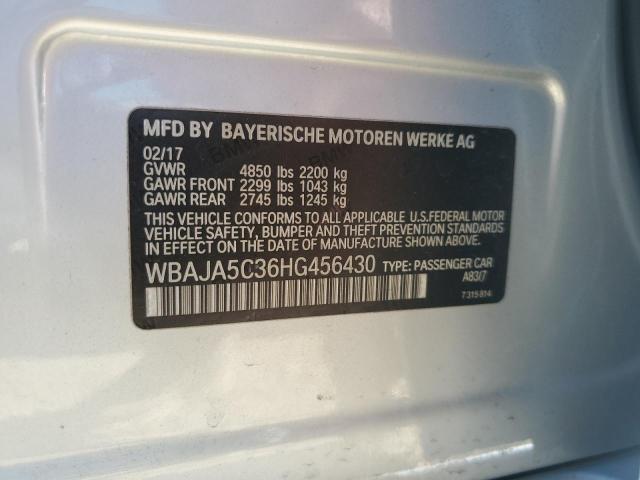 MFD BY BAYERISCHE MOTOREN WERKE AG
02/17
GVWR 4850 lbs 2200 kg
GAWR FRONT 2299 lbs 1043 kg
GAWR REAR 2745 lbs 1245 kg
THIS VEHICLE CONFORMS TO ALL APPLICABLE U.S.FEDERAL MOTOR
VEHICLE SAFETY, BUMPER AND THEFT PREVENTION STANDARDS
IN EFFECT ON THE DATE OF MANUFACTURE SHOWN ABOVE.
WBAJA5C36HG456430 TYPE: PASSENGER CAR
A83/7
7315814